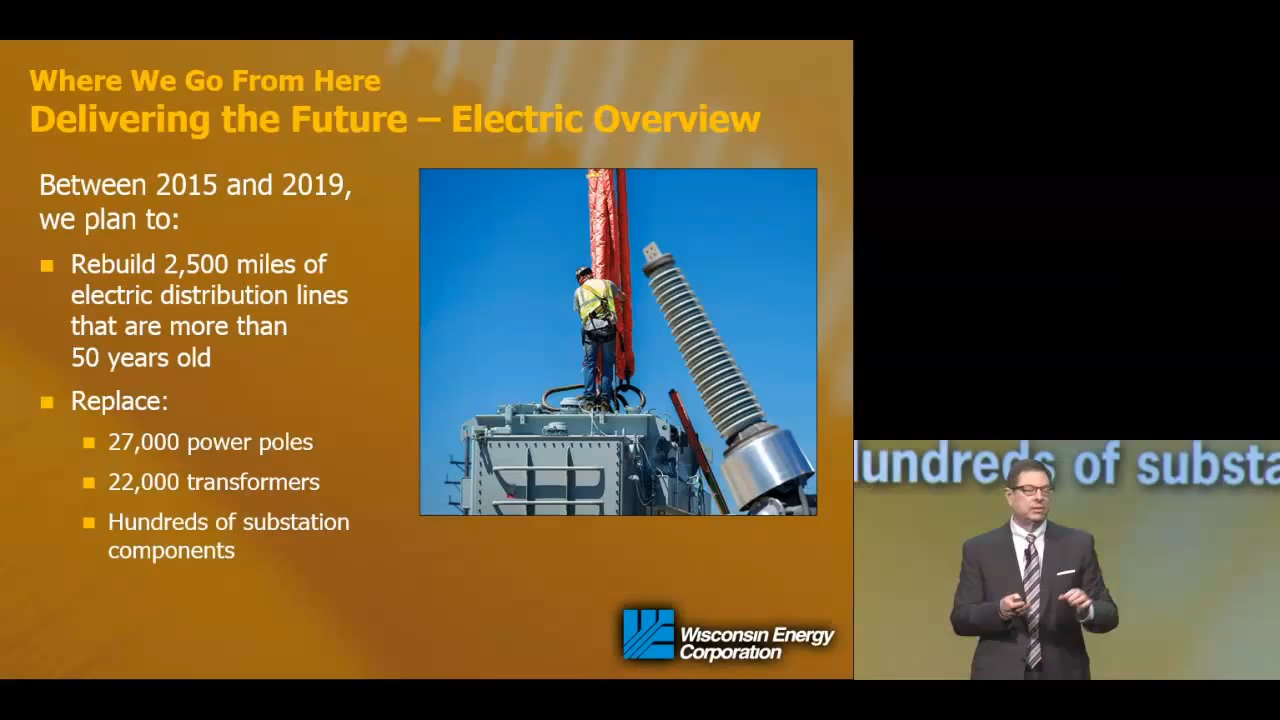 Where We Go From Here
Delivering the Future – Electric Overview
Between 2015 and 2019,
we plan to:
Rebuild 2,500 miles of
electric distribution lines
that are more than
50 years old
Replace:
27,000 power poles
22,000 transformers
Hundreds of substation
components
Wisconsin Energy
Corporation
Hundreds of substa